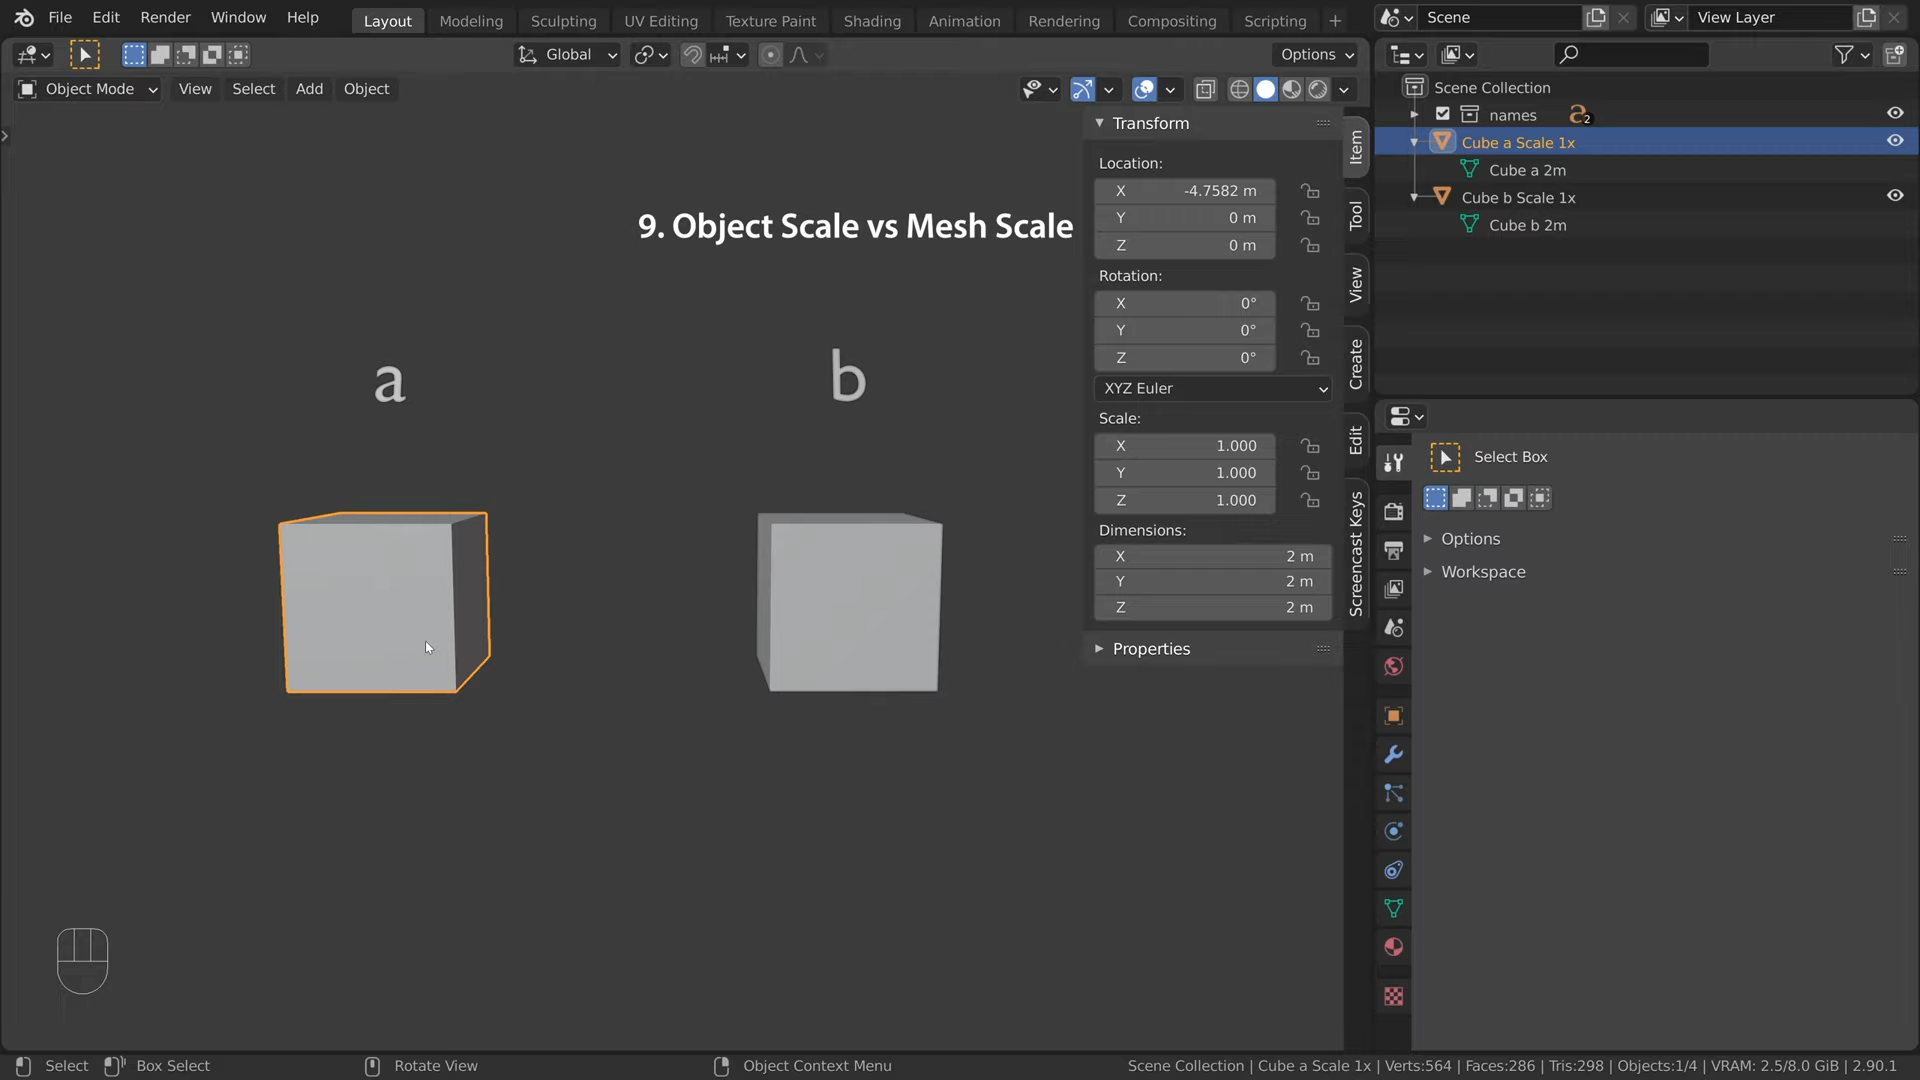 File Edit Render Window Help Layout Modeling Sculpting UV Editing Texture Paint Shading Animation Rendering Compositing Scripting + Scene View Layer
Global Options
Object Mode View Select Add Object
Scene Collection
names 2
Cube a Scale 1x
Cube a 2m
Cube b Scale 1x
Cube b 2m
9. Object Scale vs Mesh Scale
a b
Transform
Location:
X -4.7582 m
Y 0 m
Z 0 m
Rotation:
X 0°
Y 0°
Z 0°
XYZ Euler
Scale:
X 1.000
Y 1.000
Z 1.000
Dimensions:
X 2 m
Y 2 m
Z 2 m
Properties
Item
Tool
View
Create
Edit
Screencast Keys
Select Box
Options
Workspace
Select Box Select Rotate View Object Context Menu Scene Collection | Cube a Scale 1x | Verts:564 | Faces:286 | Tris:298 | Objects:1/4 | VRAM: 2.5/8.0 GiB | 2.90.1